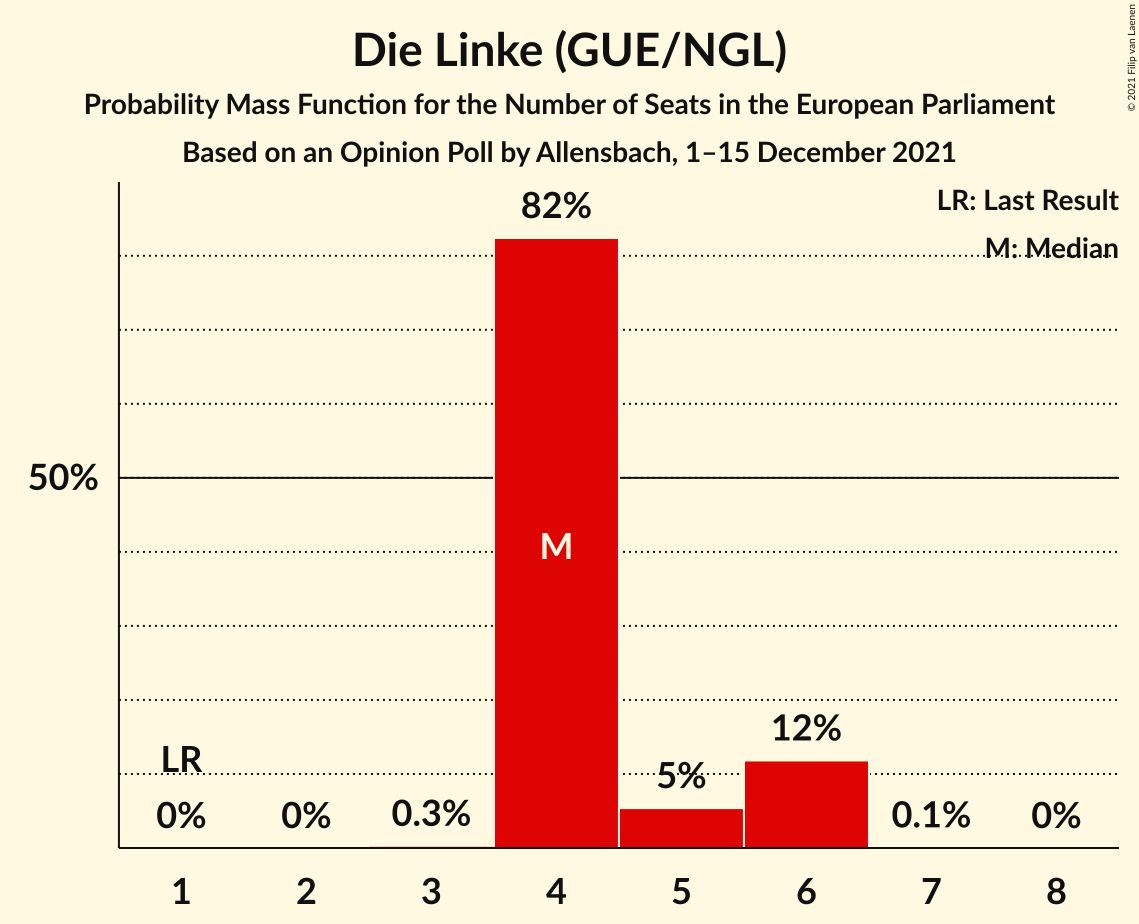 Die Linke (GUE/NGL)
Probability Mass Function for the Number of Seats in the European Parliament
Based on an Opinion Poll by Allensbach, 1–15 December 2021
© 2021 Filip van Laenen
LR: Last Result
M: Median
82%
50%
M
LR
0%
0%
0.3%
5%
12%
0.1%
0%
1 2 3 4 5 6 7 8